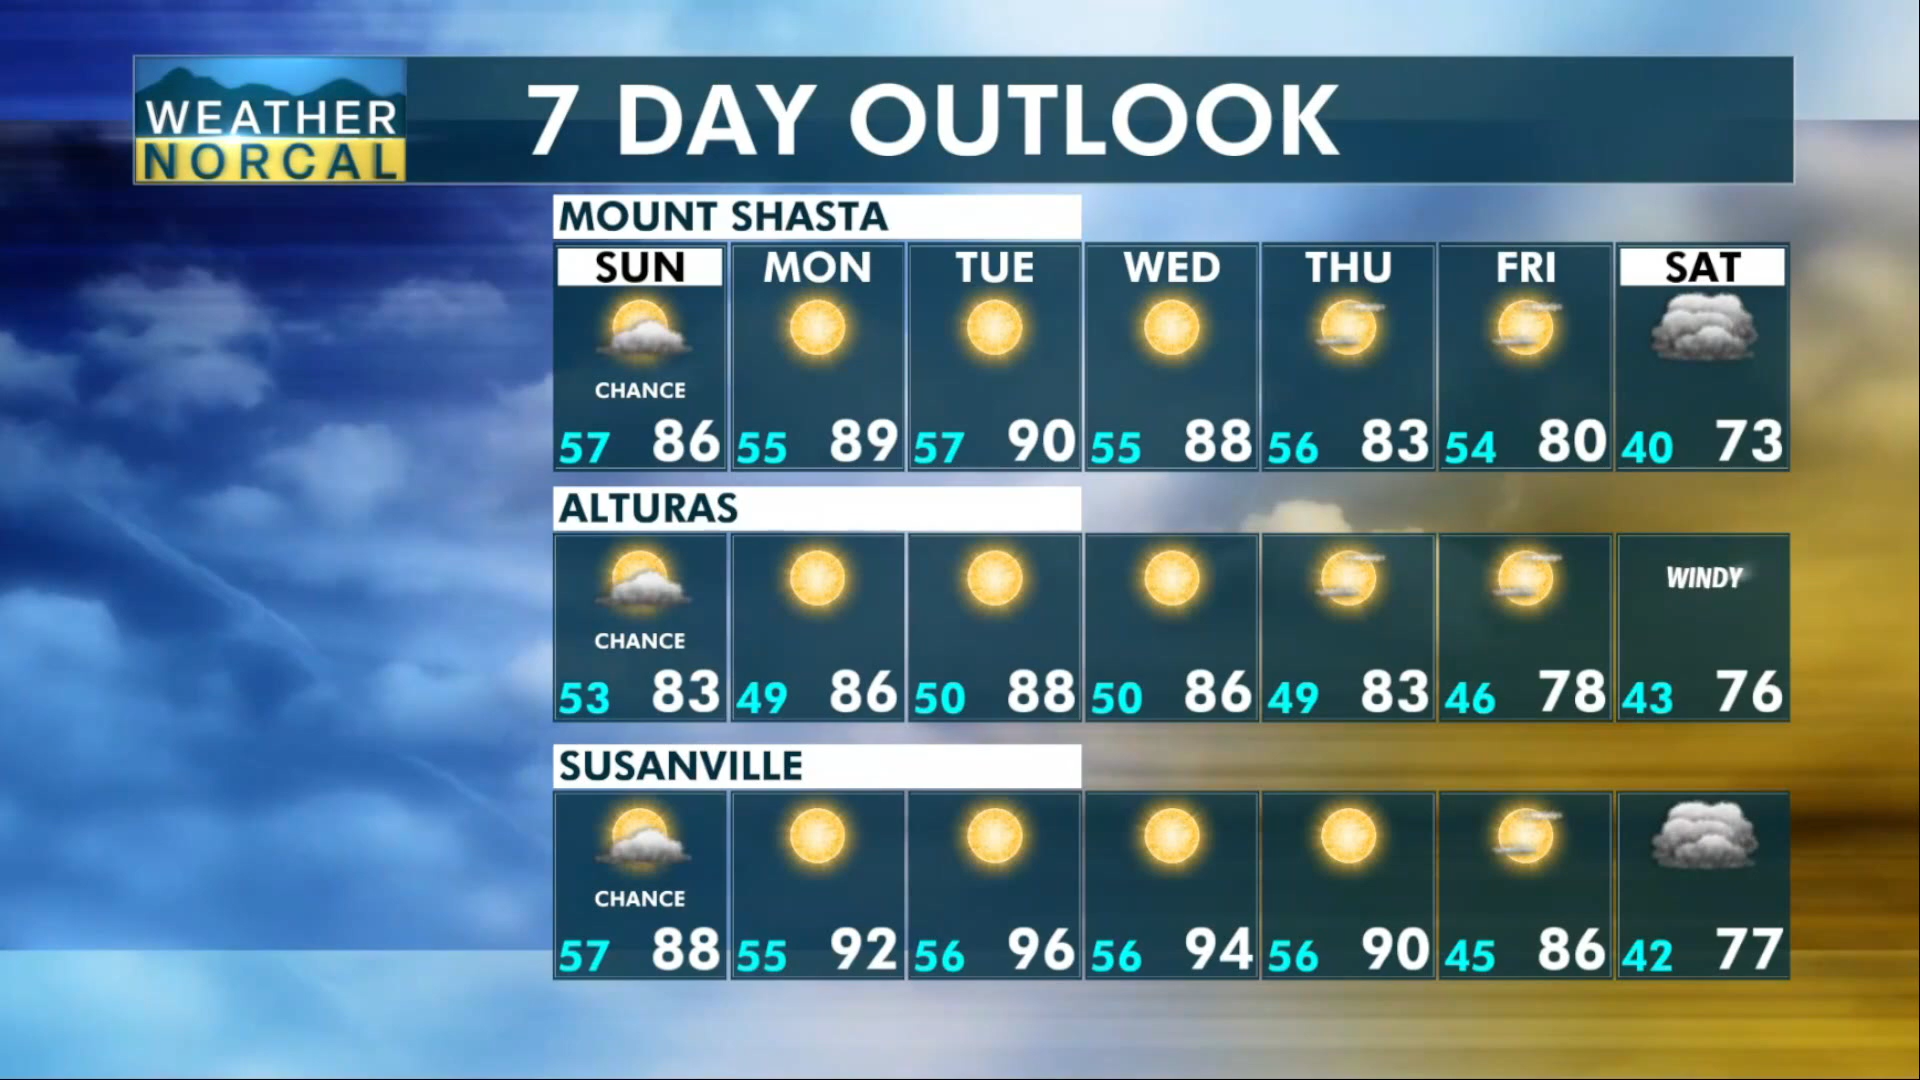 WEATHER
NORCAL
7 DAY OUTLOOK
MOUNT SHASTA
SUN MON TUE WED THU FRI SAT
CHANCE
57 86 55 89 57 90 55 88 56 83 54 80 40 73
ALTURAS
WINDY
CHANCE
53 83 49 86 50 88 50 86 49 83 46 78 43 76
SUSANVILLE
CHANCE
57 88 55 92 56 96 56 94 56 90 45 86 42 77